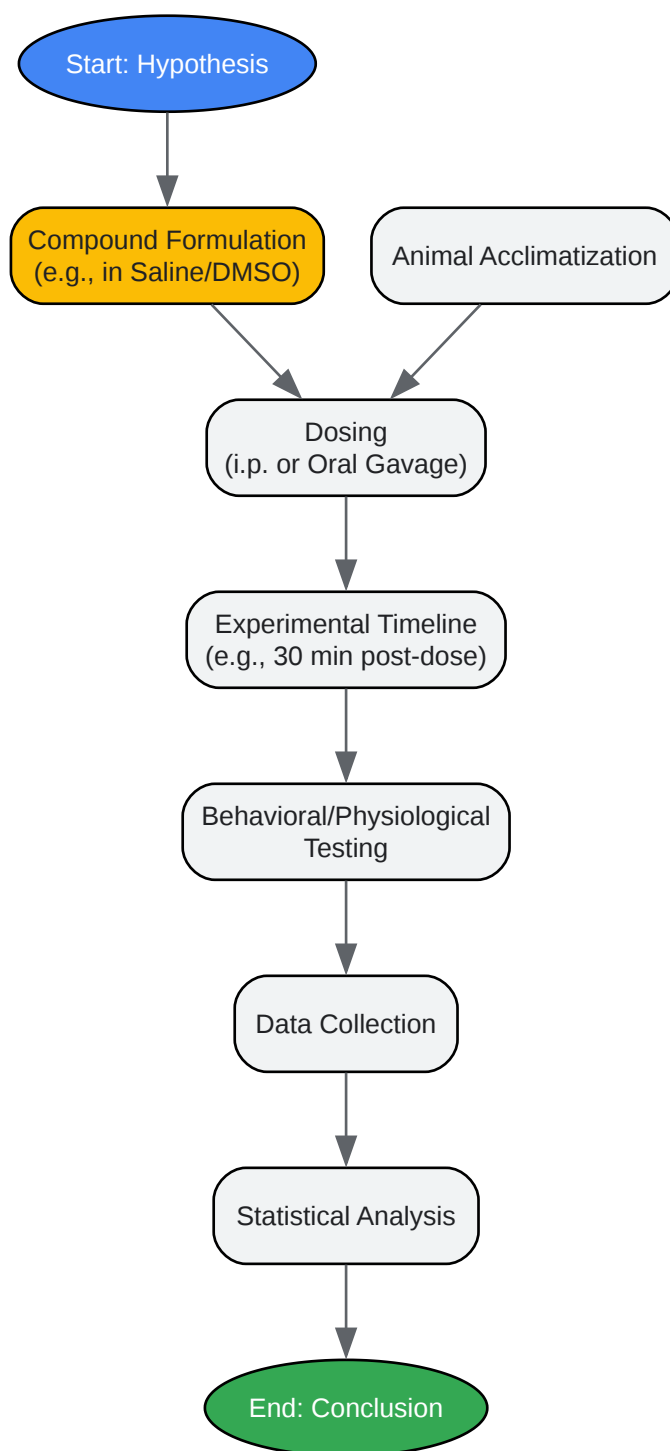 Start: Hypothesis
Compound Formulation
(e.g., in Saline/DMSO)
Animal Acclimatization
Dosing
(i.p. or Oral Gavage)
Experimental Timeline
(e.g., 30 min post-dose)
Behavioral/Physiological
Testing
Data Collection
Statistical Analysis
End: Conclusion